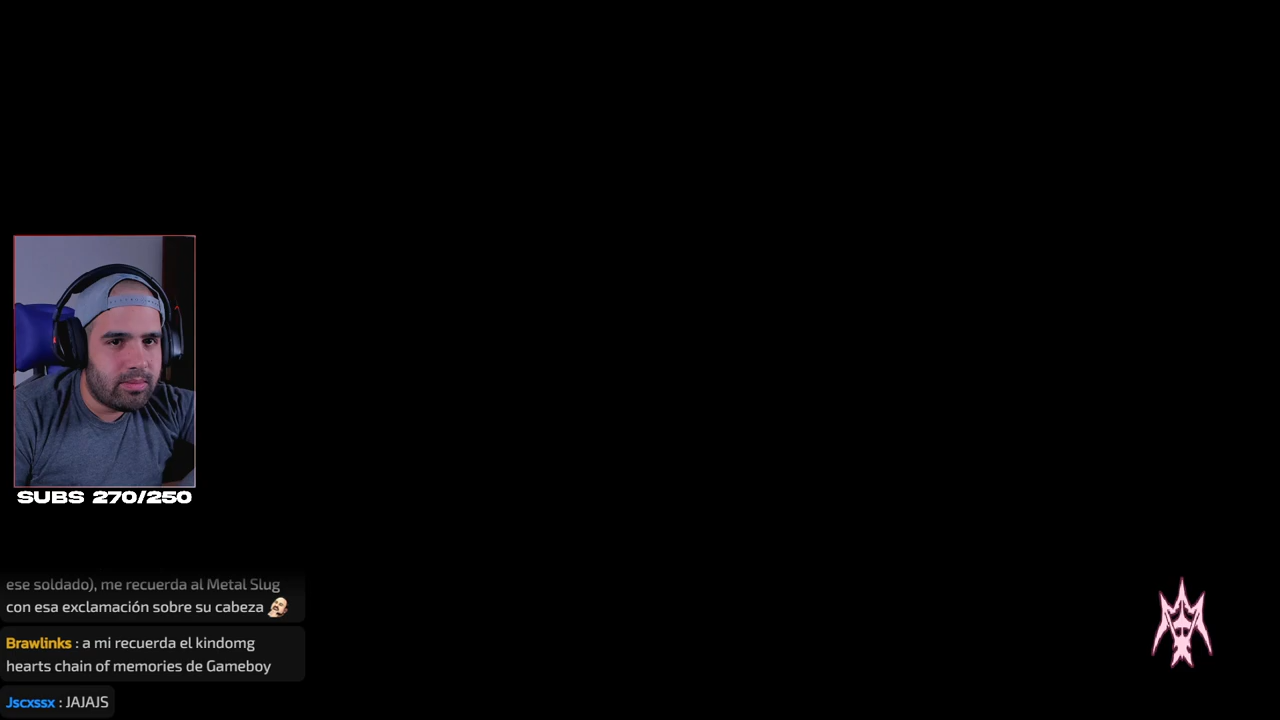 SUBS 270/250
ese soldado), me recuerda al Metal Slug
con esa exclamación sobre su cabeza
Brawlinks : a mi recuerda el kindomg
hearts chain of memories de Gameboy
Jscxssx : JAJAJS